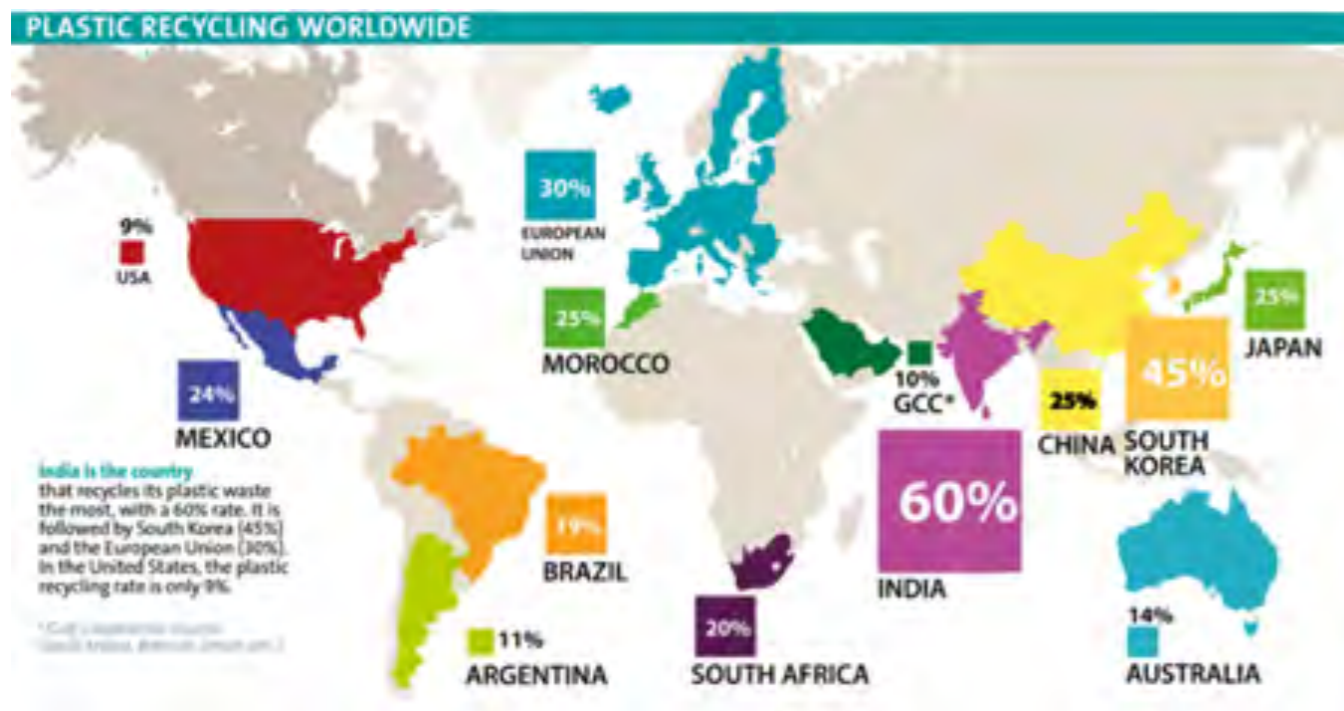 PLASTIC RECYCLING WORLDWIDE
9%
USA
24%
MEXICO
India is the country
that recycles its plastic waste
the most, with a 60% rate. It is
followed by South Korea (45%)
and the European Union (30%).
In the United States, the plastic
recycling rate is only 9%.
30%
EUROPEAN
UNION
25%
MOROCCO
19%
BRAZIL
11%
ARGENTINA
20%
SOUTH AFRICA
10%
GCC*
60%
INDIA
25%
CHINA
45%
SOUTH
KOREA
25%
JAPAN
14%
AUSTRALIA